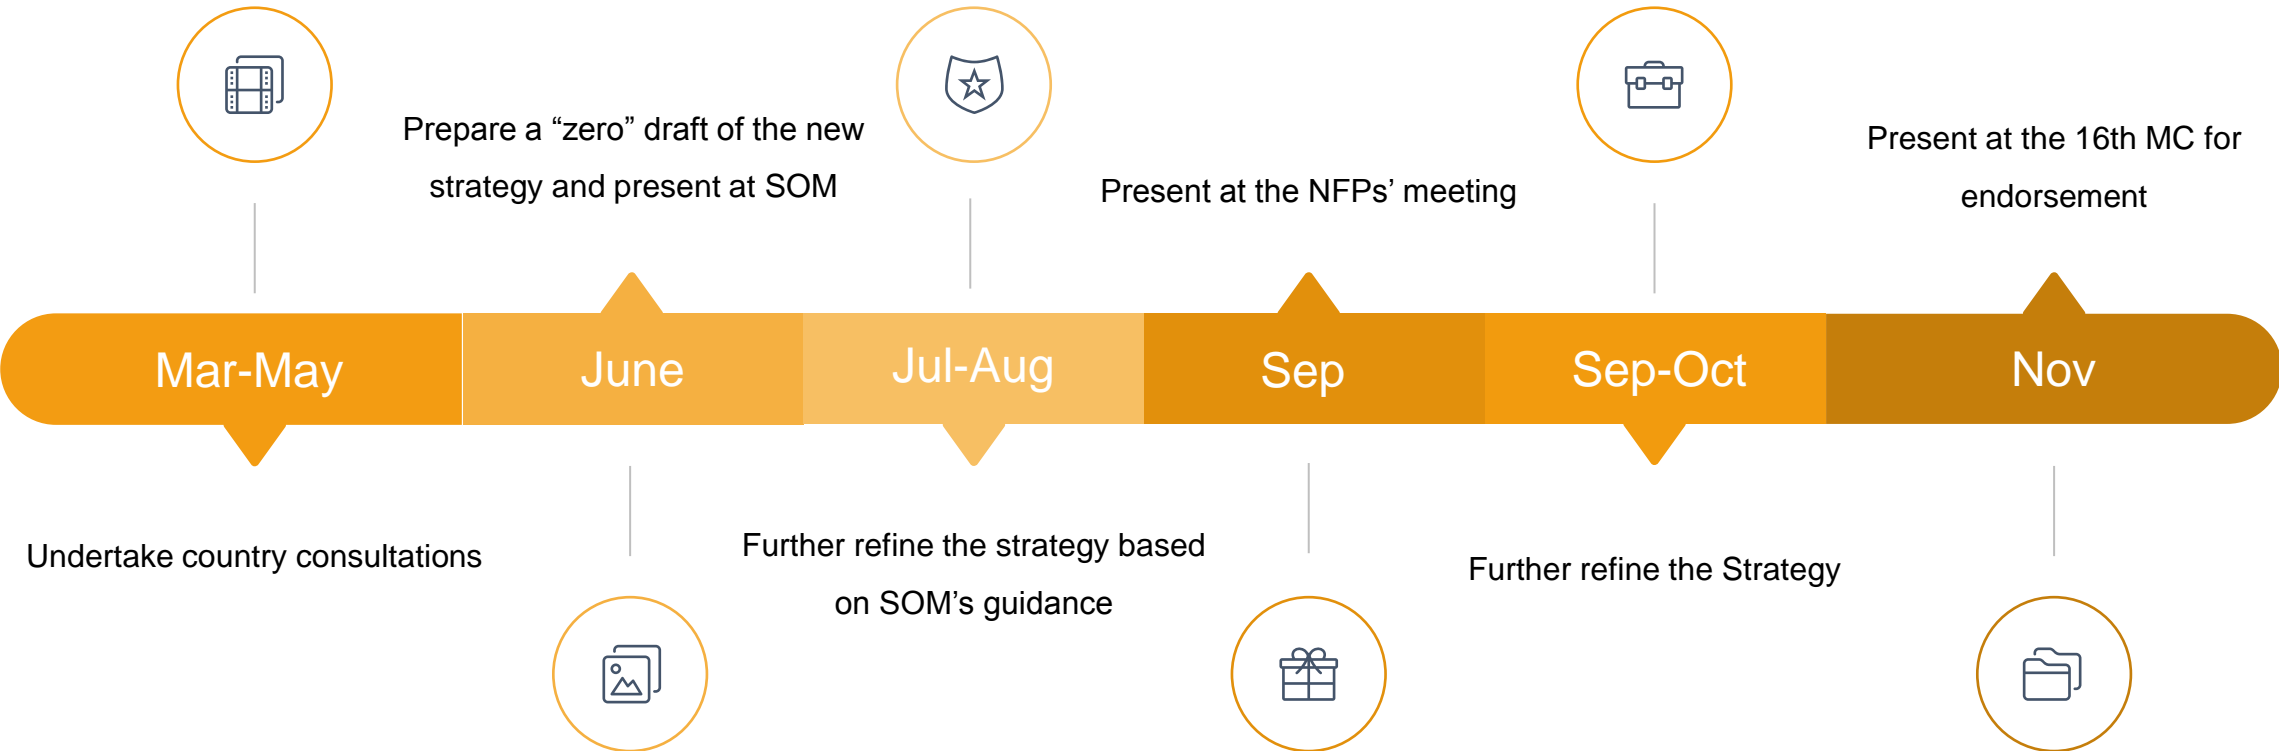 Prepare a “zero” draft of the new
strategy and present at SOM
Present at the NFPs’ meeting
Present at the 16th MC for
endorsement
Mar-May
June
Jul-Aug
Sep
Sep-Oct
Nov
Undertake country consultations
Further refine the strategy based
on SOM’s guidance
Further refine the Strategy